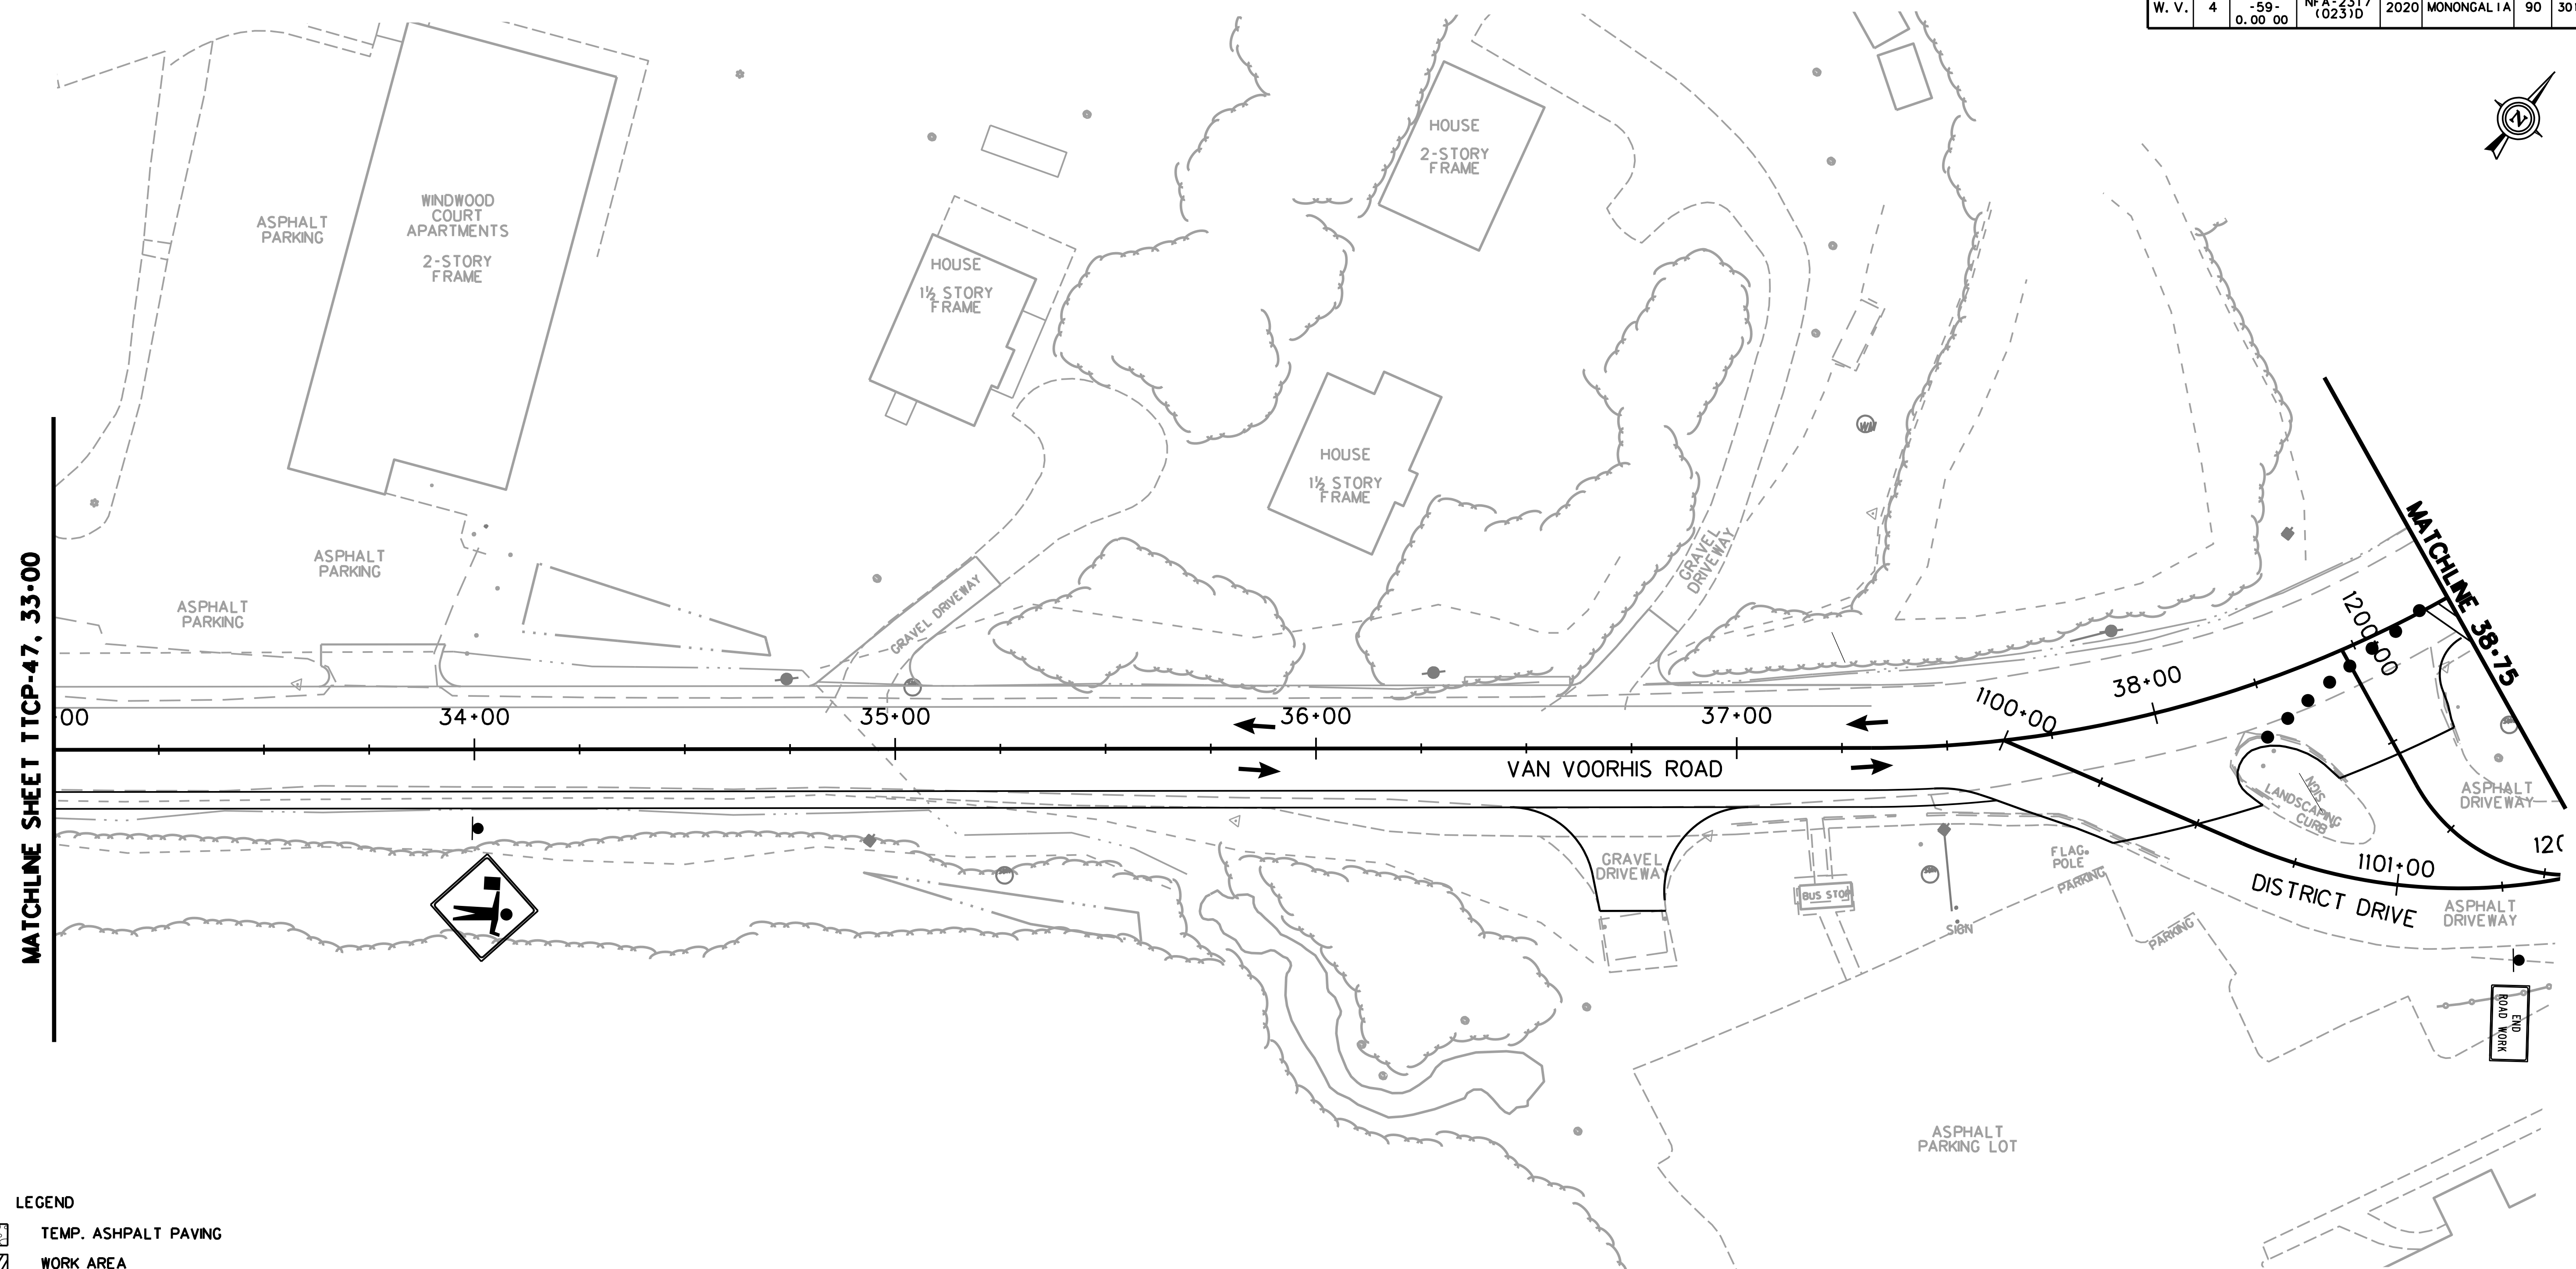 W. V. 4 -59- 0.00 00 NFA-2317 (023)D 2020 MONONGALIA 90
ASPHALT
PARKING
WINDWOOD
COURT
APARTMENTS
2-STORY
FRAME
HOUSE
1½ STORY
FRAME
HOUSE
2-STORY
FRAME
HOUSE
1½ STORY
FRAME
N
WM
ASPHALT
PARKING
ASPHALT
PARKING
GRAVEL DRIVEWAY
GRAVEL
DRIVEWAY
MATCHLINE SHEET TTCP-47, 33+00
MATCHLINE 38+75
34+00
35+00
36+00
37+00
38+00
1100+00
1200+00
VAN VOORHIS ROAD
GRAVEL
DRIVEWAY
BUS STOP
FLAG
POLE
PARKING
SIGN
PARKING
SIGN
LANDSCAPING
CURB
ASPHALT
DRIVEWAY
1101+00
DISTRICT DRIVE
ASPHALT
DRIVEWAY
END
ROAD WORK
ASPHALT
PARKING LOT
LEGEND
TEMP. ASHPALT PAVING
WORK AREA